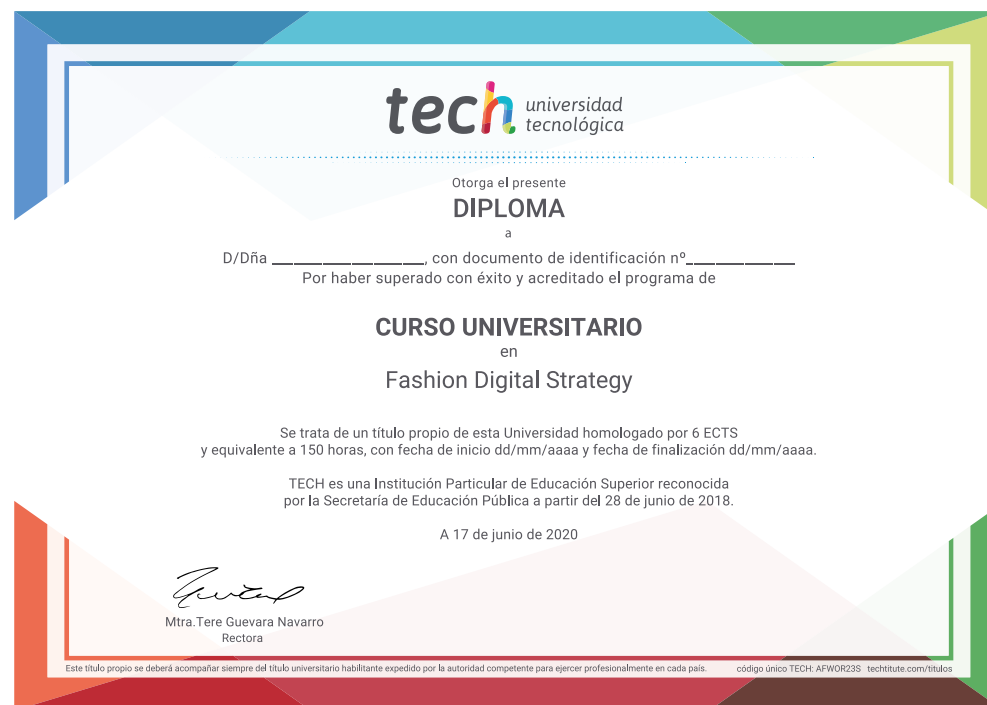 tech universidad
tecnológica
Otorga el presente
DIPLOMA
a
D/Dña ________________, con documento de identificación nº____________
Por haber superado con éxito y acreditado el programa de
CURSO UNIVERSITARIO
en
Fashion Digital Strategy
Se trata de un título propio de esta Universidad homologado por 6 ECTS
y equivalente a 150 horas, con fecha de inicio dd/mm/aaaa y fecha de finalización dd/mm/aaaa.
TECH es una Institución Particular de Educación Superior reconocida
por la Secretaría de Educación Pública a partir del 28 de junio de 2018.
A 17 de junio de 2020
Mtra.Tere Guevara Navarro
Rectora
Este título propio se deberá acompañar siempre del título universitario habilitante expedido por la autoridad competente para ejercer profesionalmente en cada país. código único TECH: AFWOR23S techtitute.com/titulos